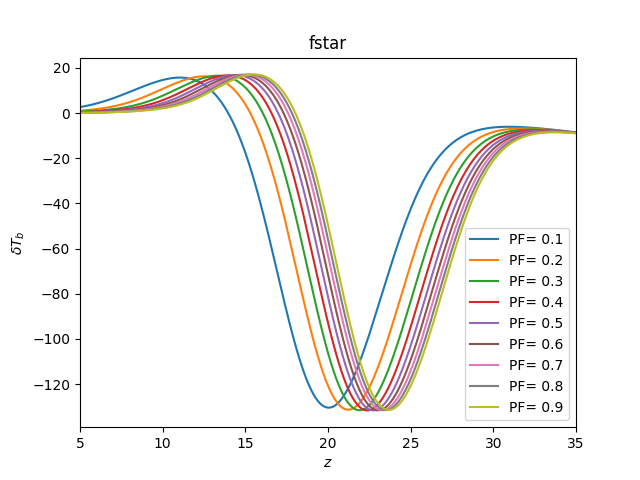 fstar
20
0
−20
−40
−60
−80
−100
−120
δT_b
5
10
15
20
25
30
35
z
PF= 0.1
PF= 0.2
PF= 0.3
PF= 0.4
PF= 0.5
PF= 0.6
PF= 0.7
PF= 0.8
PF= 0.9